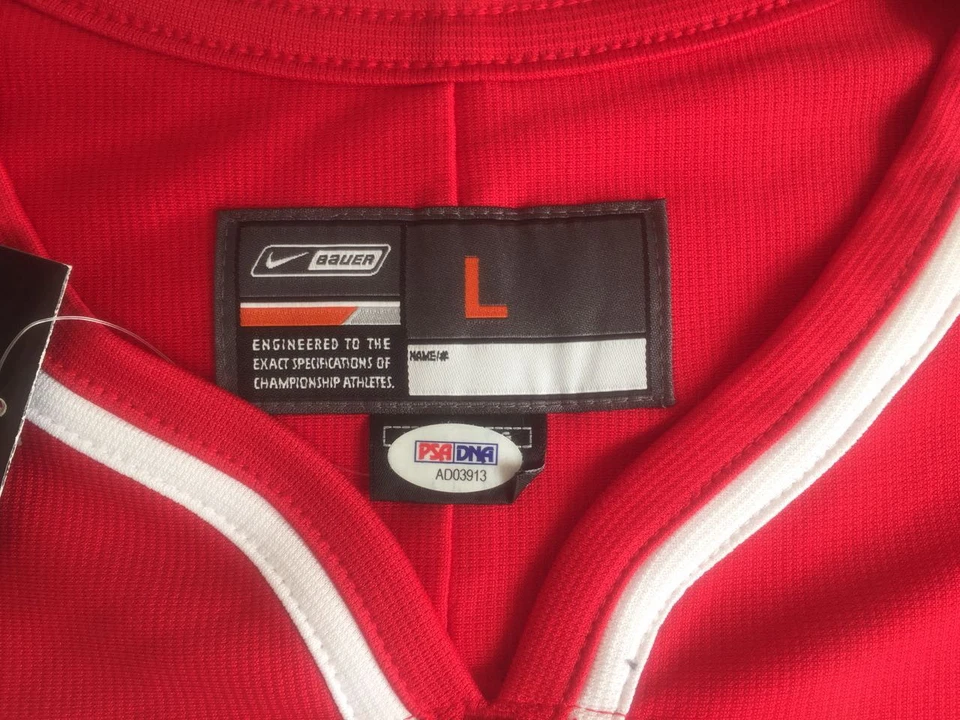 BAUER
L
ENGINEERED TO THE
EXACT SPECIFICATIONS OF
CHAMPIONSHIP ATHLETES.
NAME/#
PSA DNA
AD03913